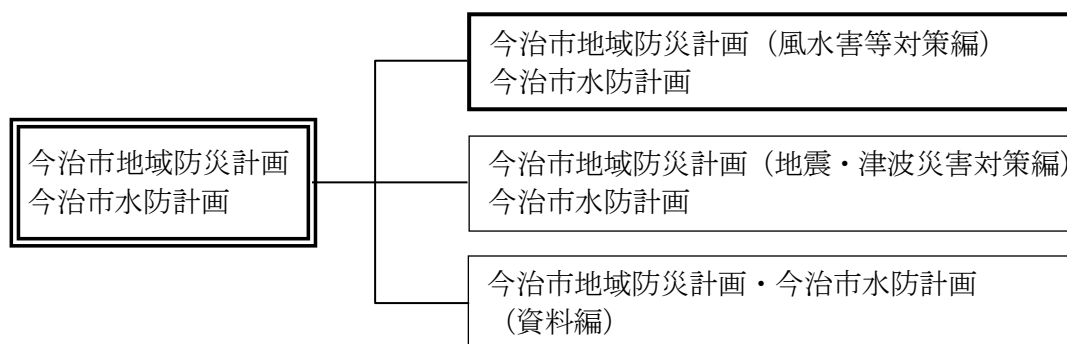 今治市地域防災計画
今治市水防計画
今治市地域防災計画（風水害等対策編）
今治市水防計画
今治市地域防災計画（地震・津波災害対策編）
今治市水防計画
今治市地域防災計画・今治市水防計画
（資料編）